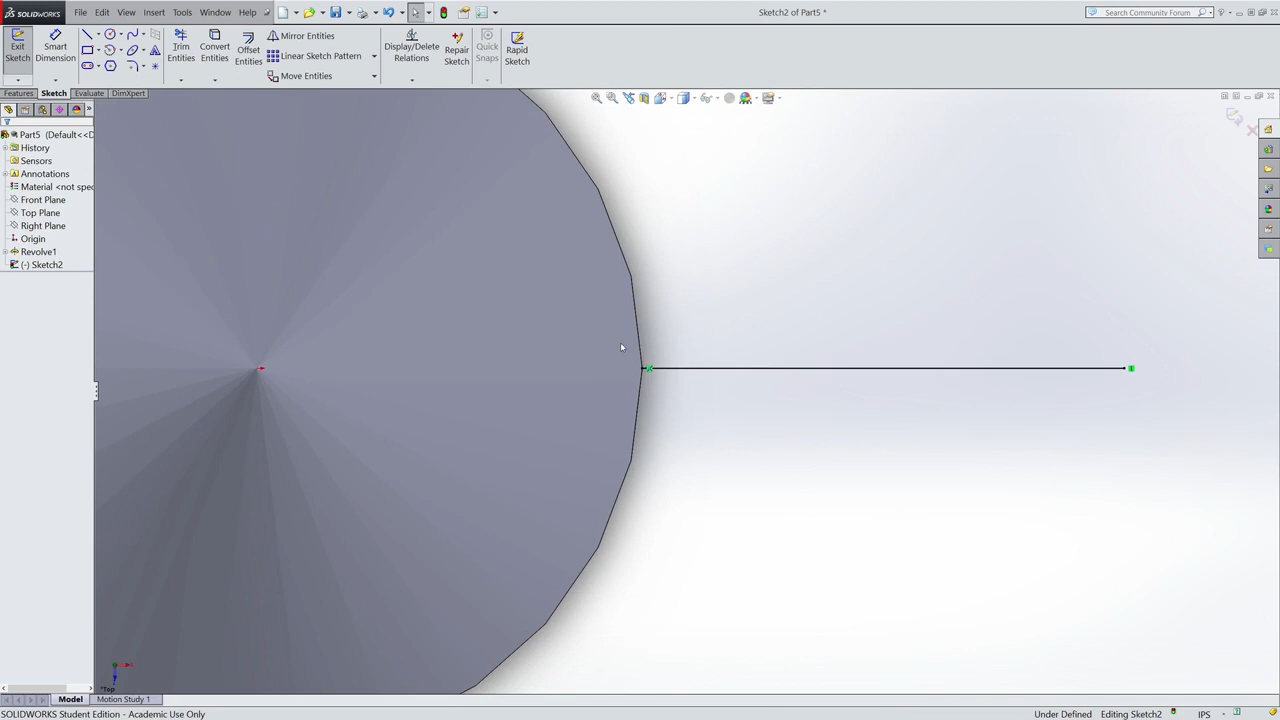 SOLIDWORKS File Edit View Insert Tools Window Help Sketch2 of Part5 * Search Community Forum
Exit Sketch
Smart Dimension
Trim Entities
Convert Entities
Offset Entities
Mirror Entities
Linear Sketch Pattern
Move Entities
Display/Delete Relations
Repair Sketch
Quick Snaps
Rapid Sketch
Features Sketch Evaluate DimXpert
Part5 (Default<<D
History
Sensors
Annotations
Material <not spec
Front Plane
Top Plane
Right Plane
Origin
Revolve1
(-) Sketch2
*Top
Model Motion Study 1
SOLIDWORKS Student Edition - Academic Use Only Under Defined Editing Sketch2 IPS